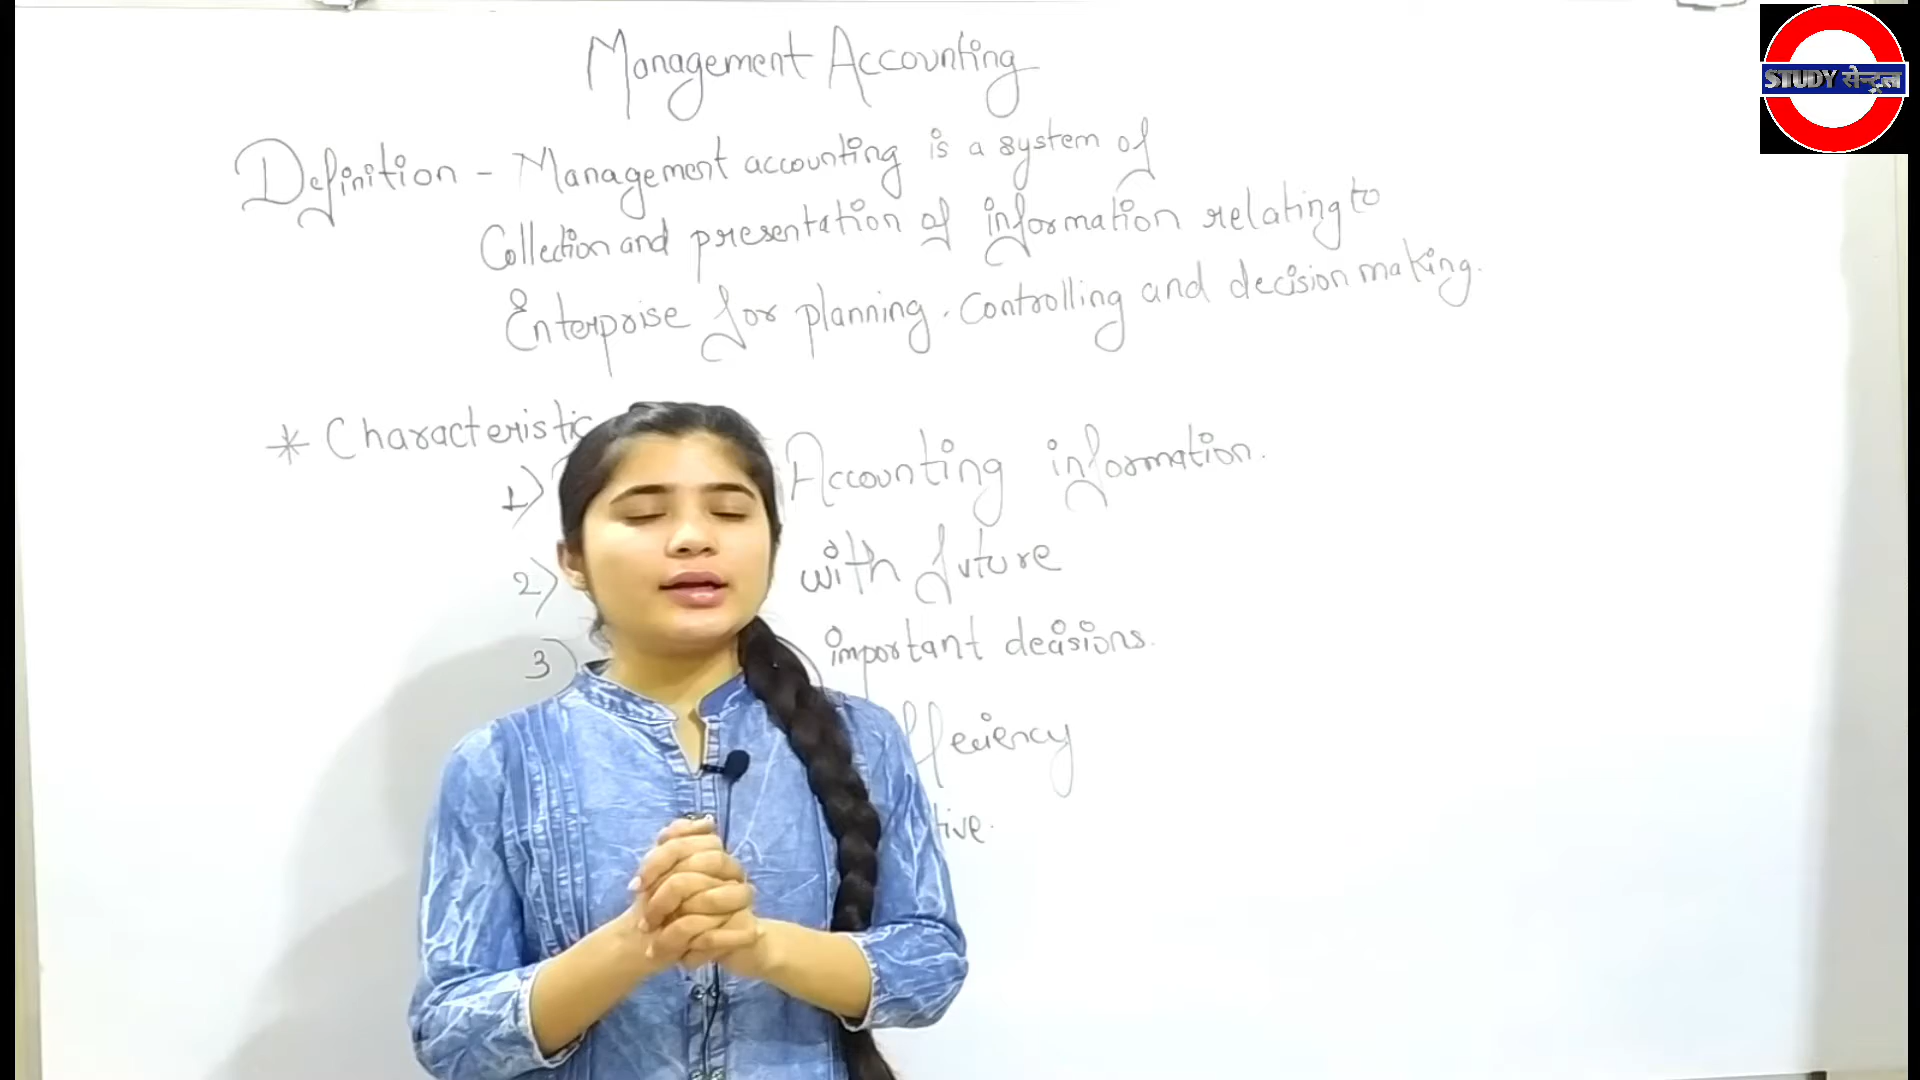 STUDY सेन्ट्रल
Management Accounting
Definition - Management accounting is a system of
Collection and presentation of information relating to
Enterprise for planning. controlling and decision making.
* Characteristic
1) Accounting information.
2) with future
3) important decisions.
tive.